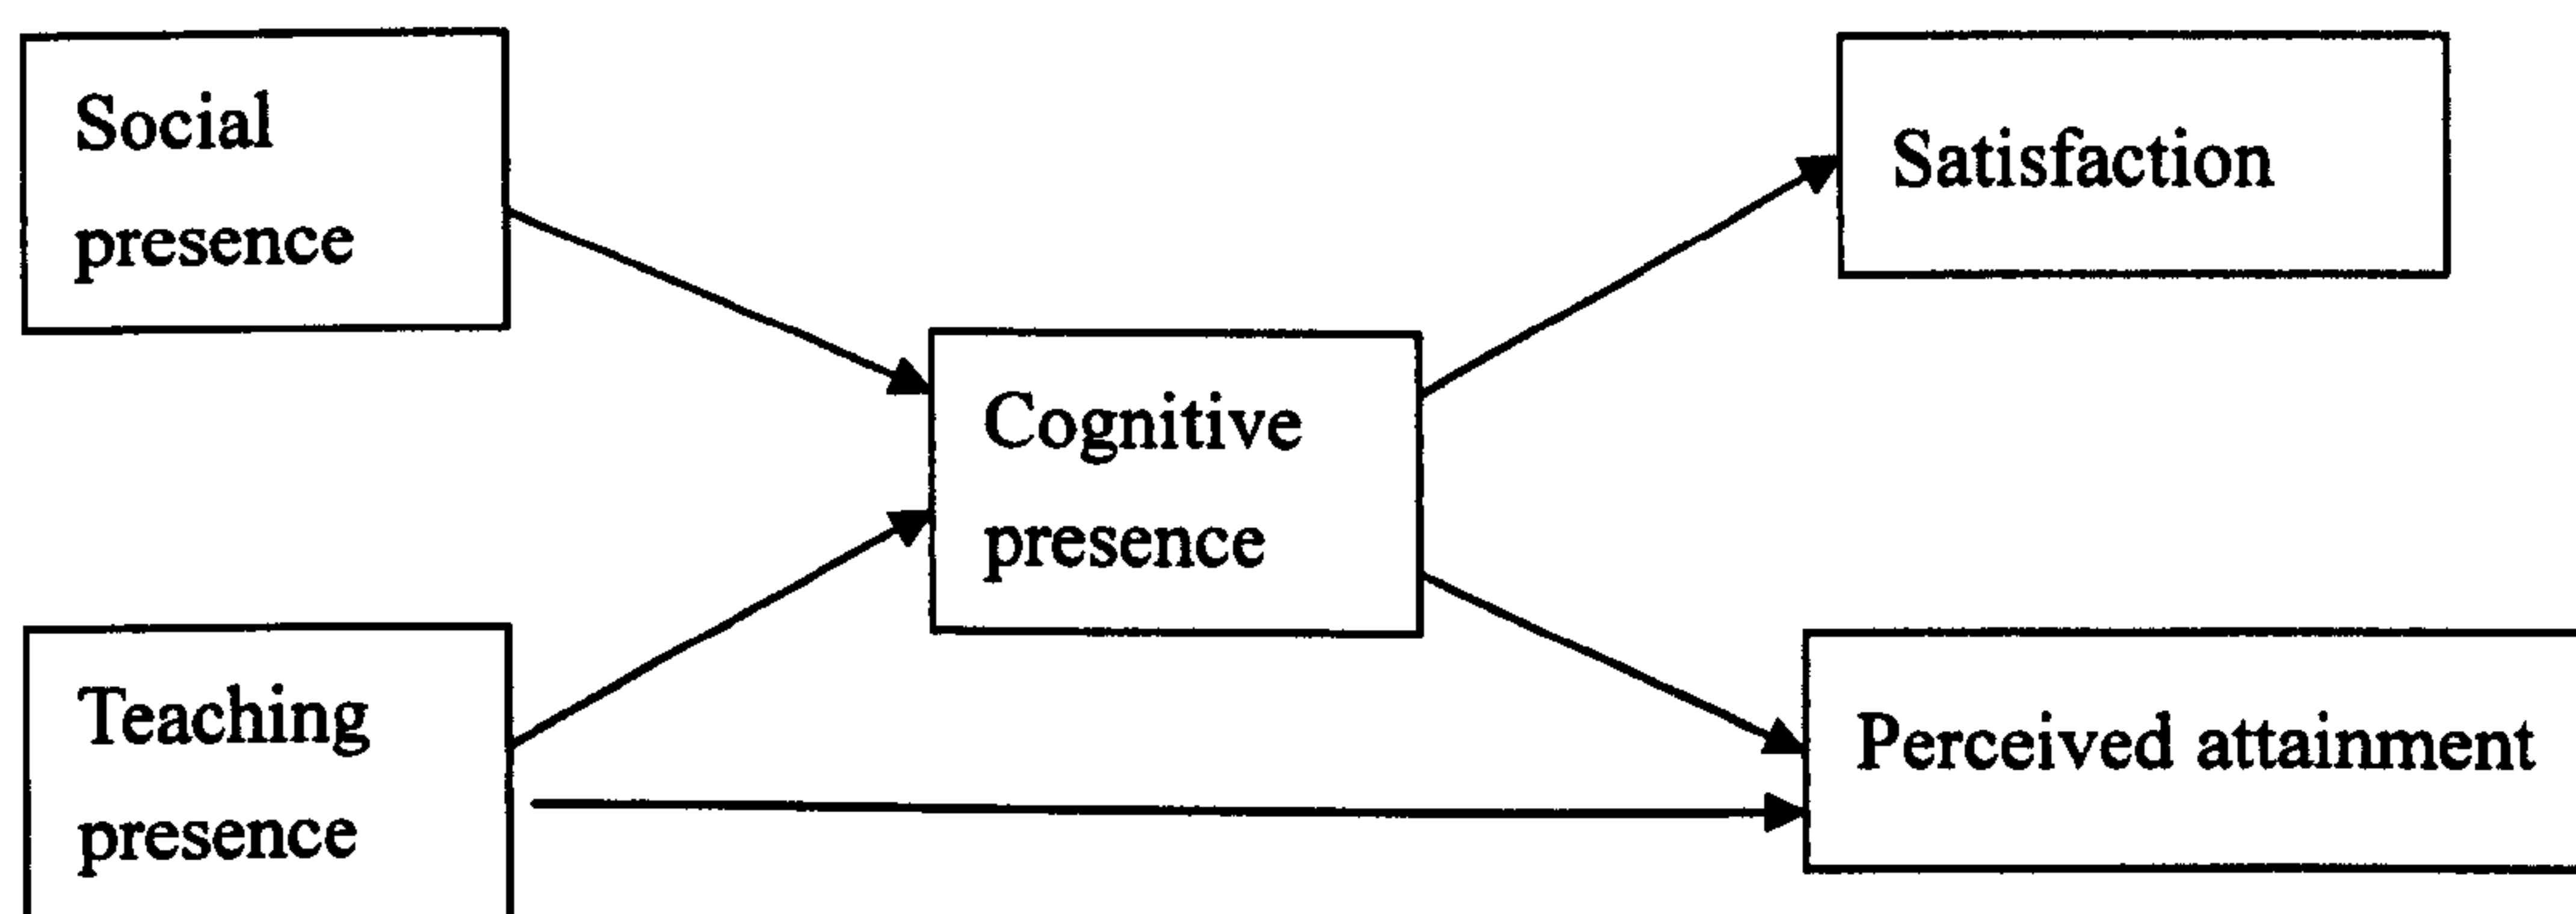 Social
presence
Satisfaction
Cognitive
presence
Teaching
presence
Perceived attainment